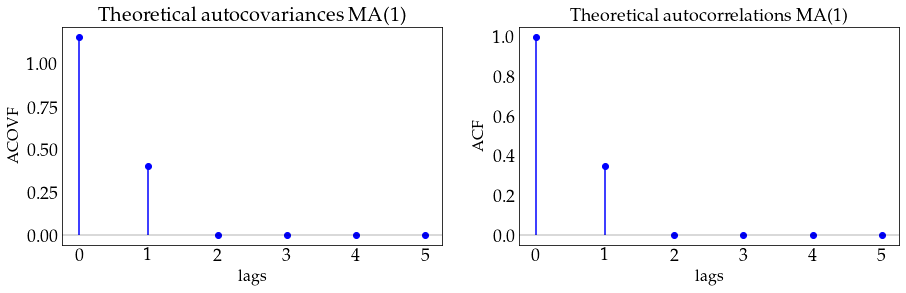 Theoretical autocovariances MA(1)
ACOVF
1.00
0.75
0.50
0.25
0.00
0 1 2 3 4 5
lags
Theoretical autocorrelations MA(1)
ACF
1.0
0.8
0.6
0.4
0.2
0.0
0 1 2 3 4 5
lags